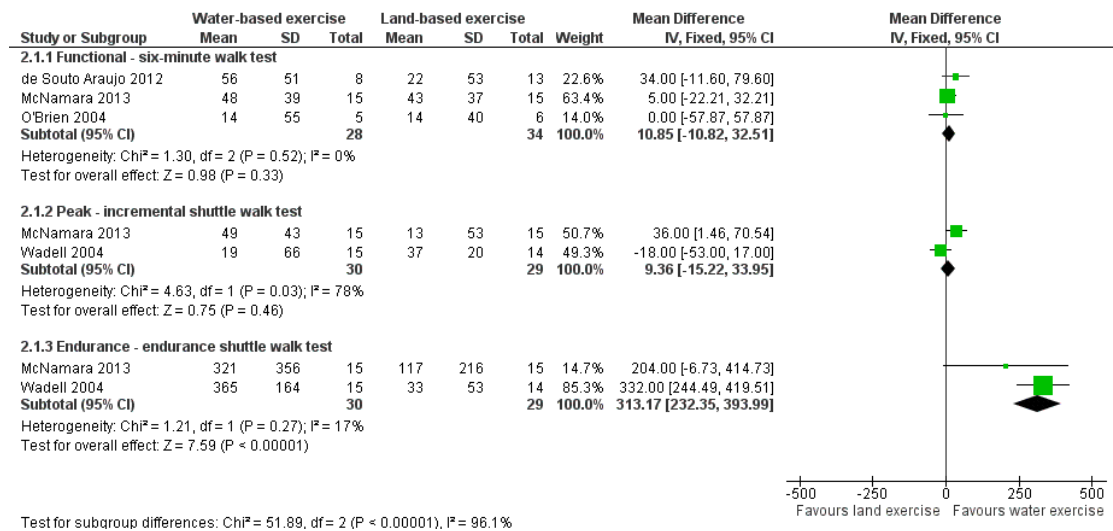 Water-based exercise Land-based exercise Mean Difference Mean Difference
Study or Subgroup Mean SD Total Mean SD Total Weight IV, Fixed, 95% CI IV, Fixed, 95% CI
2.1.1 Functional - six-minute walk test
de Souto Araujo 2012 56 51 8 22 53 13 22.6% 34.00 [-11.60, 79.60]
McNamara 2013 48 39 15 43 37 15 63.4% 5.00 [-22.21, 32.21]
O'Brien 2004 14 55 5 14 40 6 14.0% 0.00 [-57.87, 57.87]
Subtotal (95% CI) 28 34 100.0% 10.85 [-10.82, 32.51]
Heterogeneity: Chi² = 1.30, df = 2 (P = 0.52); I² = 0%
Test for overall effect: Z = 0.98 (P = 0.33)
2.1.2 Peak - incremental shuttle walk test
McNamara 2013 49 43 15 13 53 15 50.7% 36.00 [1.46, 70.54]
Wadell 2004 19 66 15 37 20 14 49.3% -18.00 [-53.00, 17.00]
Subtotal (95% CI) 30 29 100.0% 9.36 [-15.22, 33.95]
Heterogeneity: Chi² = 4.63, df = 1 (P = 0.03); I² = 78%
Test for overall effect: Z = 0.75 (P = 0.46)
2.1.3 Endurance - endurance shuttle walk test
McNamara 2013 321 356 15 117 216 15 14.7% 204.00 [-6.73, 414.73]
Wadell 2004 365 164 15 33 53 14 85.3% 332.00 [244.49, 419.51]
Subtotal (95% CI) 30 29 100.0% 313.17 [232.35, 393.99]
Heterogeneity: Chi² = 1.21, df = 1 (P = 0.27); I² = 17%
Test for overall effect: Z = 7.59 (P < 0.00001)
-500 -250 0 250 500
Favours land exercise Favours water exercise
Test for subgroup differences: Chi² = 51.89, df = 2 (P < 0.00001), I² = 96.1%